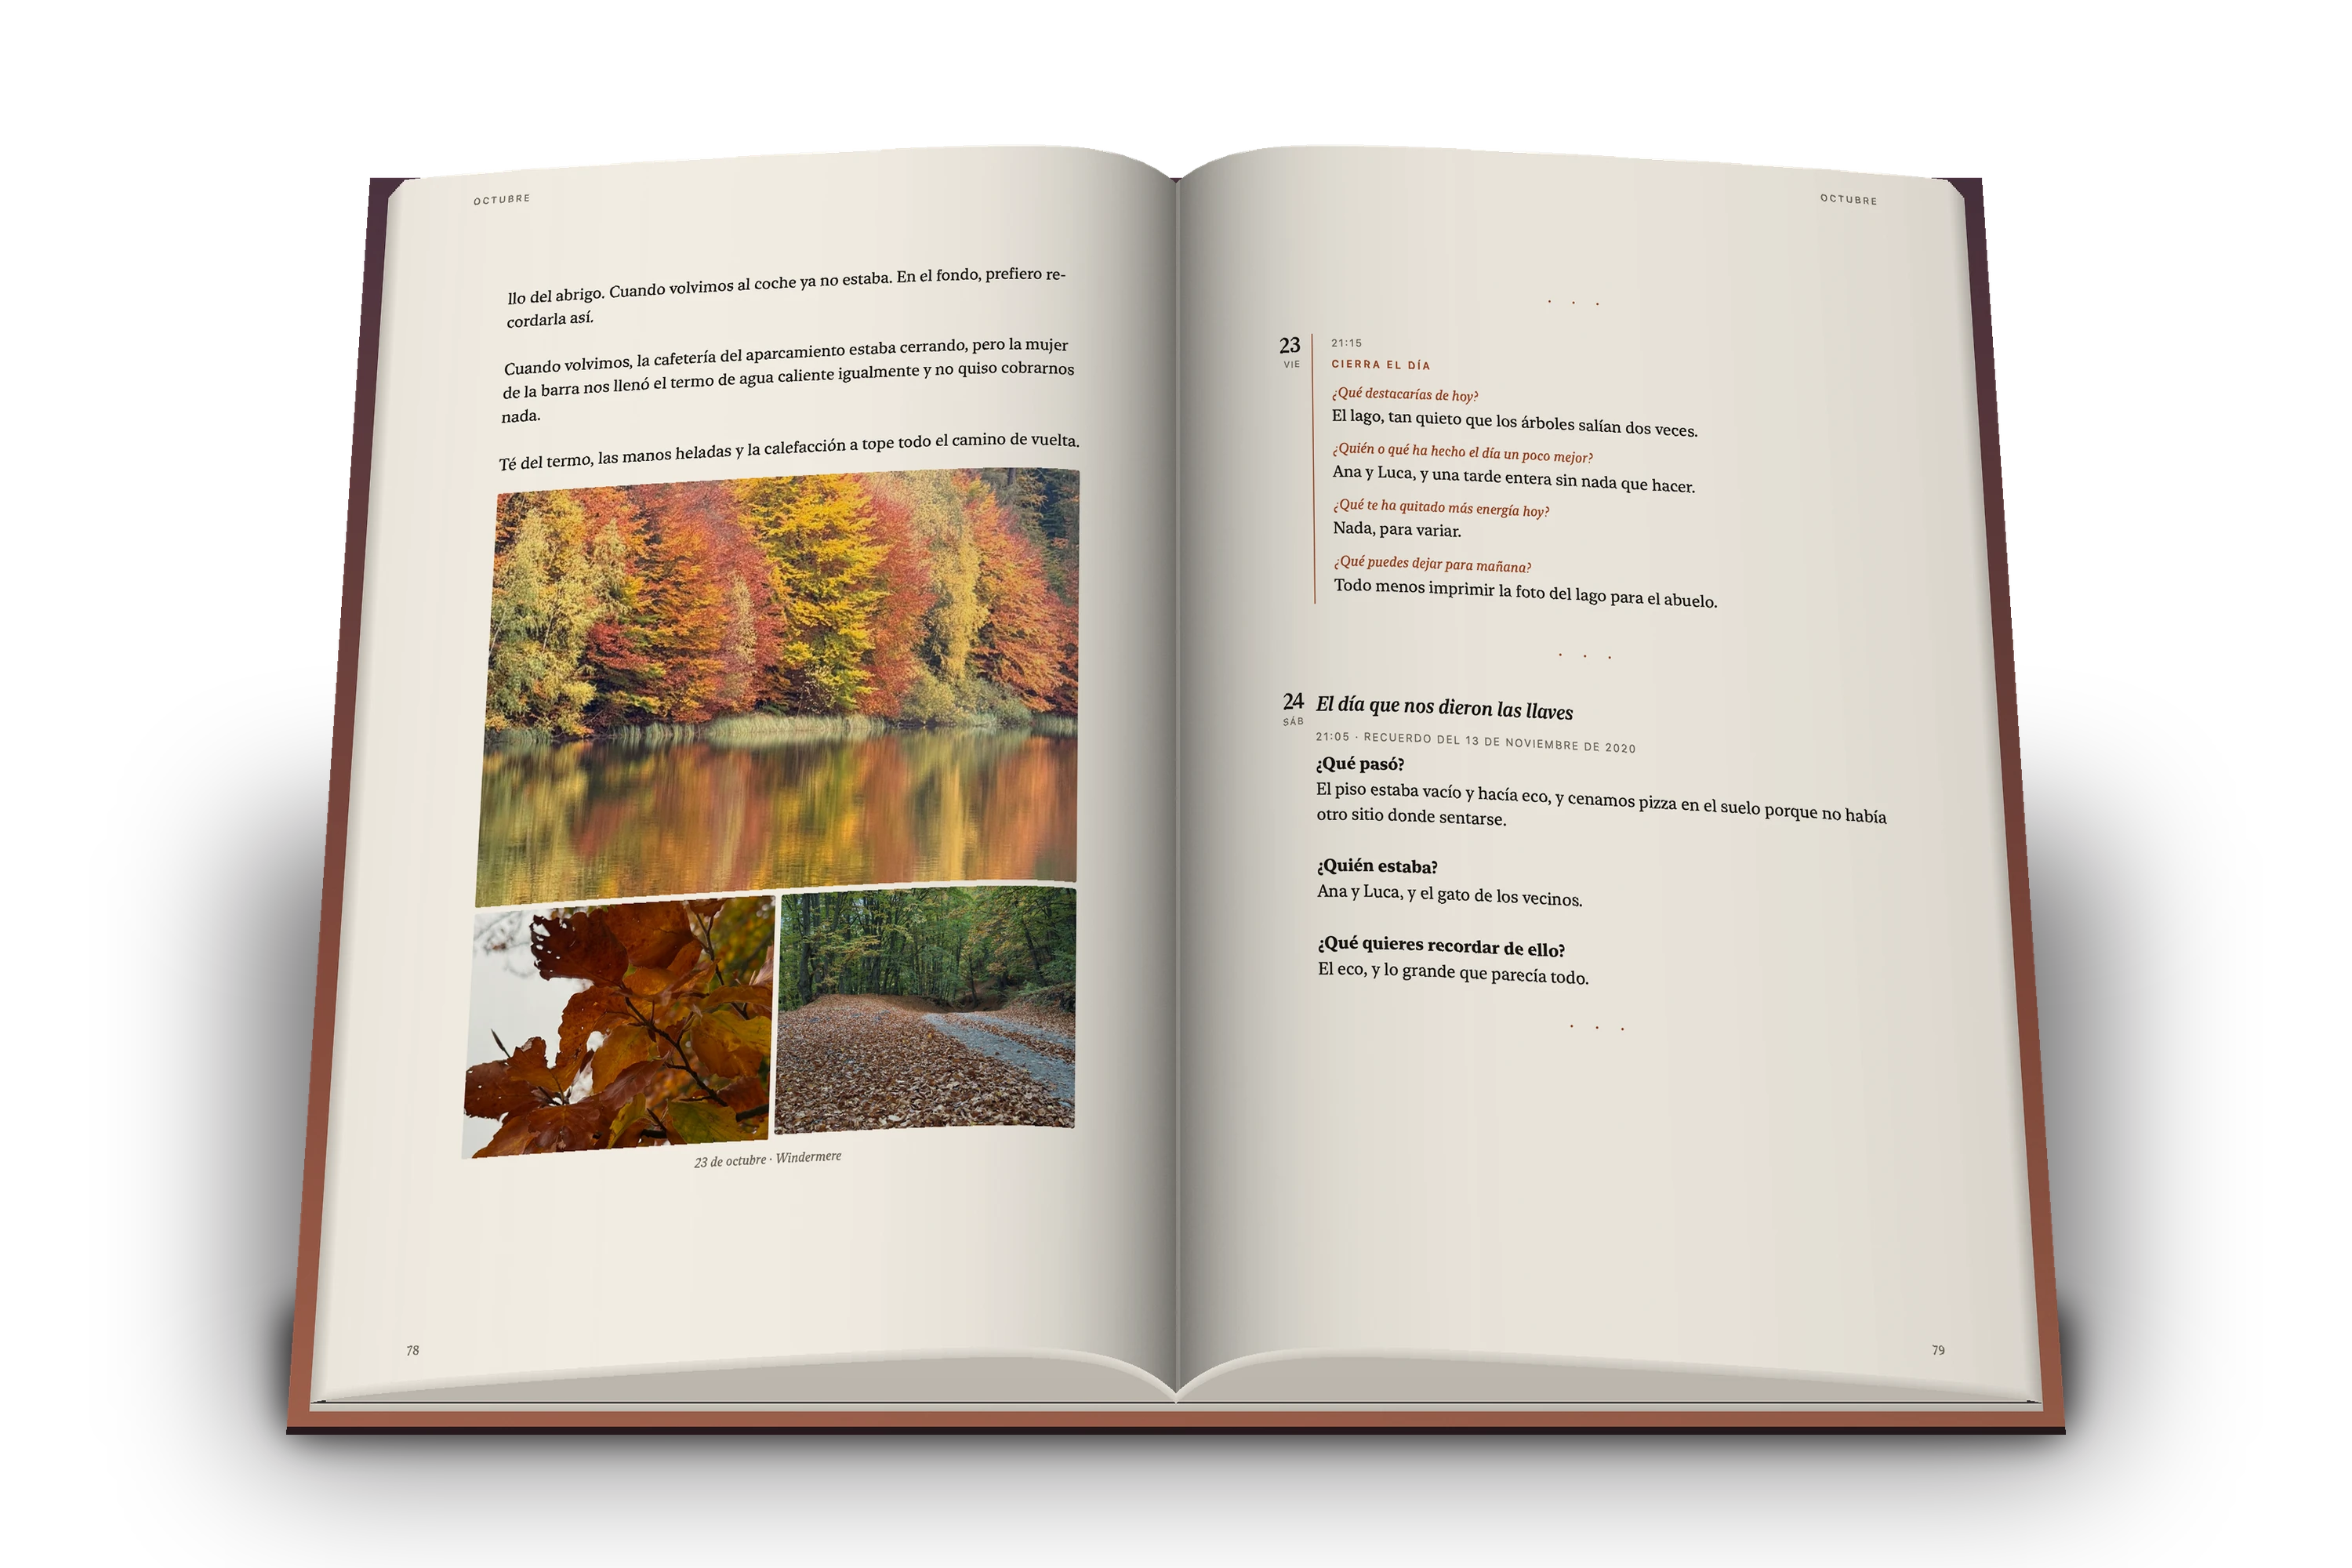 OCTUBRE
llo del abrigo. Cuando volvimos al coche ya no estaba. En el fondo, prefiero re-
cordarla así.
Cuando volvimos, la cafetería del aparcamiento estaba cerrando, pero la mujer
de la barra nos llenó el termo de agua caliente igualmente y no quiso cobrarnos
nada.
Té del termo, las manos heladas y la calefacción a tope todo el camino de vuelta.
23 de octubre · Windermere
78
OCTUBRE
. . .
23
VIE
21:15
CIERRA EL DÍA
¿Qué destacarías de hoy?
El lago, tan quieto que los árboles salían dos veces.
¿Quién o qué ha hecho el día un poco mejor?
Ana y Luca, y una tarde entera sin nada que hacer.
¿Qué te ha quitado más energía hoy?
Nada, para variar.
¿Qué puedes dejar para mañana?
Todo menos imprimir la foto del lago para el abuelo.
. . .
24
SÁB
El día que nos dieron las llaves
21:05 · RECUERDO DEL 13 DE NOVIEMBRE DE 2020
¿Qué pasó?
El piso estaba vacío y hacía eco, y cenamos pizza en el suelo porque no había
otro sitio donde sentarse.
¿Quién estaba?
Ana y Luca, y el gato de los vecinos.
¿Qué quieres recordar de ello?
El eco, y lo grande que parecía todo.
. . .
79